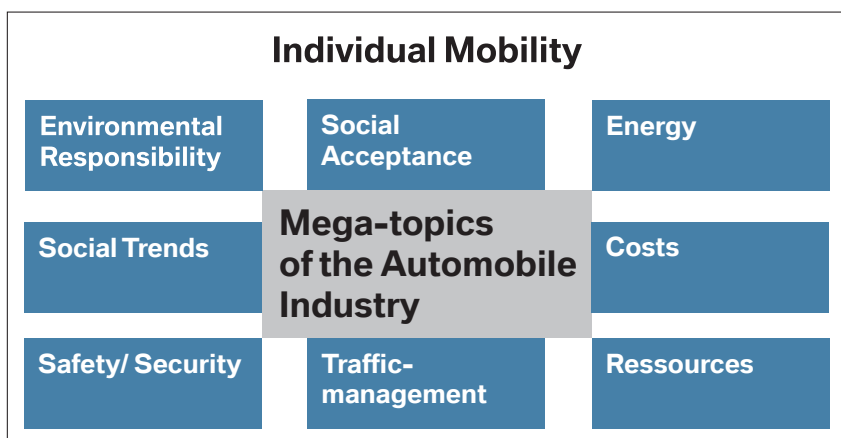 Individual Mobility
Environmental
Responsibility
Social
Acceptance
Energy
Social Trends
Mega-topics
of the Automobile
Industry
Costs
Safety/ Security
Traffic-
management
Ressources